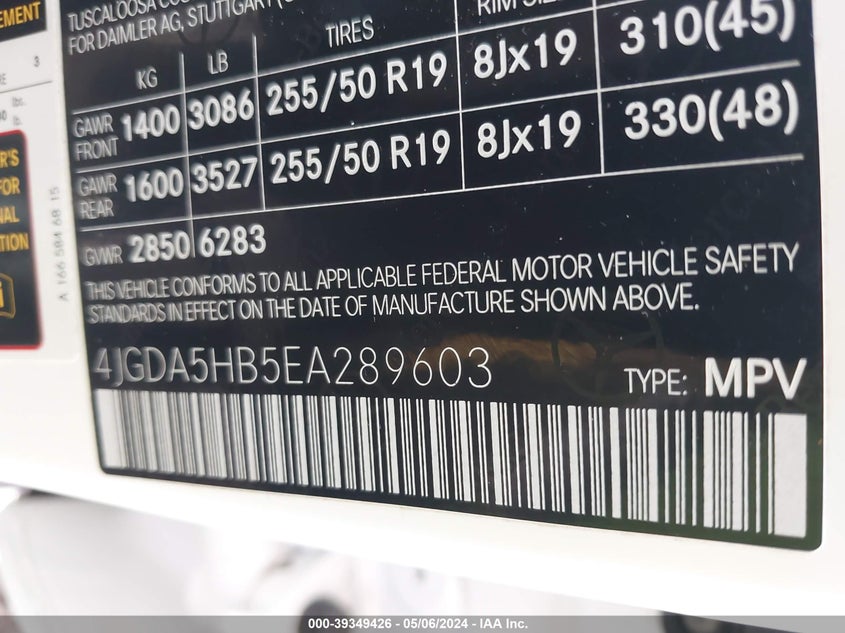 TUSCALOOSA
FOR DAIMLER AG, STUTTGART
EMENT
3
KG LB TIRES
GAWR FRONT 1400 3086 255/50 R19 8Jx19 310(45)
GAWR REAR 1600 3527 255/50 R19 8Jx19 330(48)
GVWR 2850 6283
THIS VEHICLE CONFORMS TO ALL APPLICABLE FEDERAL MOTOR VEHICLE SAFETY
STANDARDS IN EFFECT ON THE DATE OF MANUFACTURE SHOWN ABOVE.
4JGDA5HB5EA289603 TYPE: MPV
A 166 584 68 15
FOR
000-39349426 - 05/06/2024 - IAA Inc.